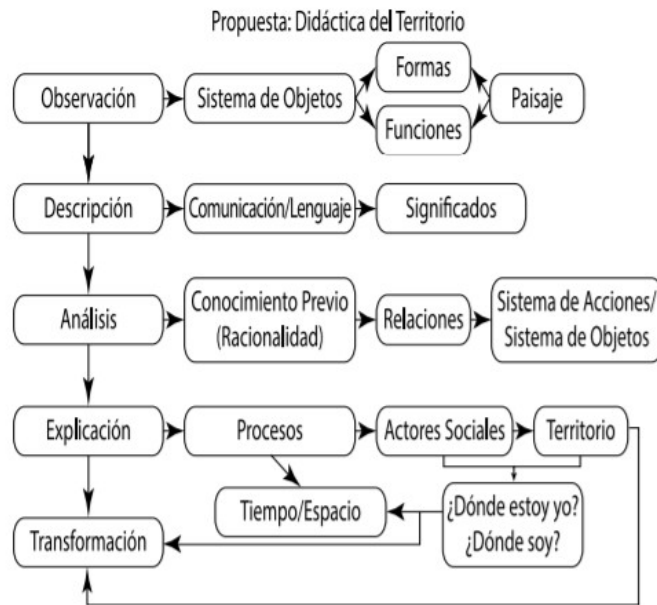 Propuesta: Didáctica del Territorio
Observación
Sistema de Objetos
Formas
Funciones
Paisaje
Descripción
Comunicación/Lenguaje
Significados
Análisis
Conocimiento Previo
(Racionalidad)
Relaciones
Sistema de Acciones/
Sistema de Objetos
Explicación
Procesos
Actores Sociales
Territorio
Tiempo/Espacio
¿Dónde estoy yo?
¿Dónde soy?
Transformación